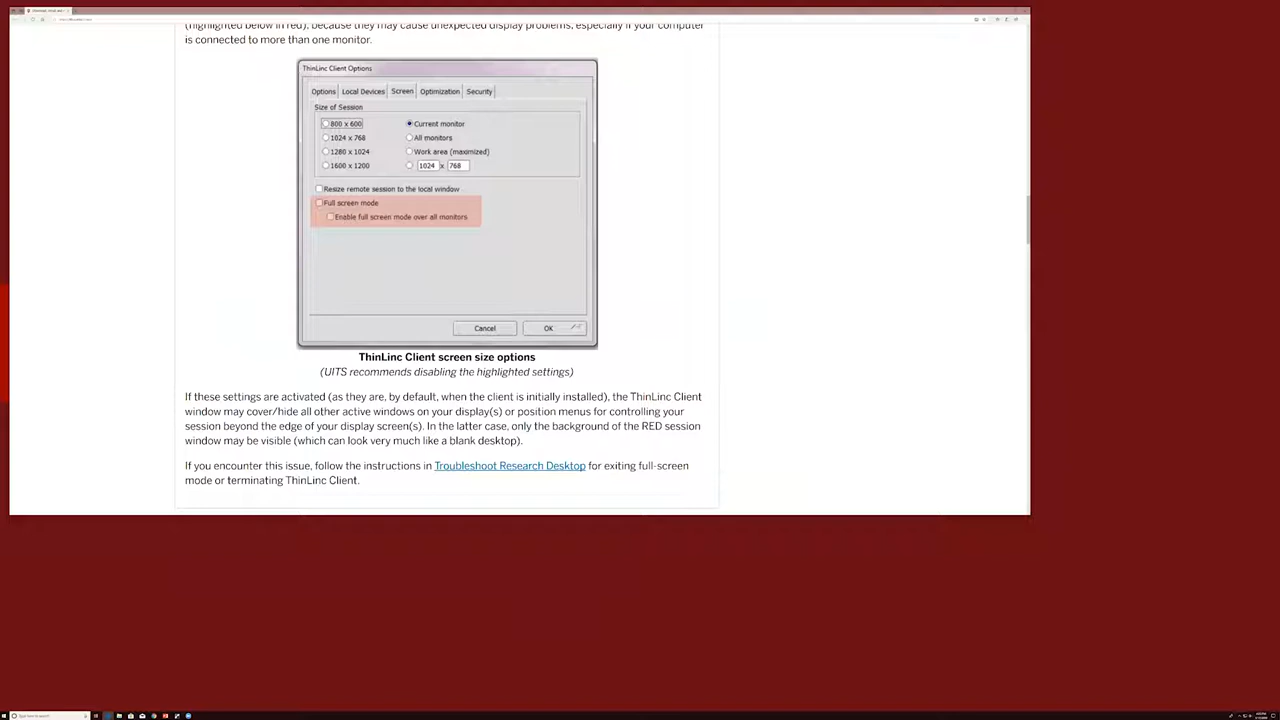 (highlighted below in red), because they may cause unexpected display problems, especially if your computer
is connected to more than one monitor.
ThinLinc Client Options
Options Local Devices Screen Optimization Security
Size of Session
800 x 600 Current monitor
1024 x 768 All monitors
1280 x 1024 Work area (maximized)
1600 x 1200 1024 x 768
Resize remote session to the local window
Full screen mode
Enable full screen mode over all monitors
Cancel OK
ThinLinc Client screen size options
(UITS recommends disabling the highlighted settings)
If these settings are activated (as they are, by default, when the client is initially installed), the ThinLinc Client
window may cover/hide all other active windows on your display(s) or position menus for controlling your
session beyond the edge of your display screen(s). In the latter case, only the background of the RED session
window may be visible (which can look very much like a blank desktop).
If you encounter this issue, follow the instructions in Troubleshoot Research Desktop for exiting full-screen
mode or terminating ThinLinc Client.
Type here to search